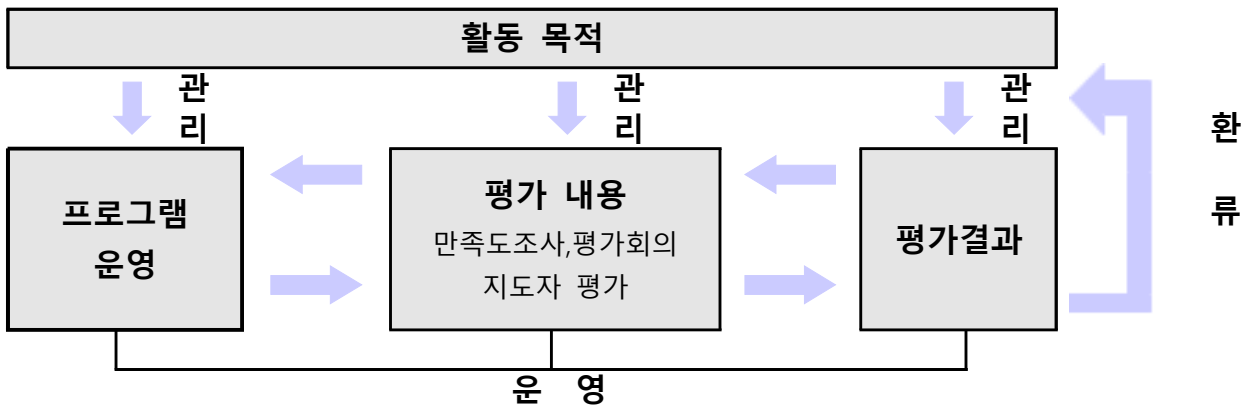 활동 목적
관
리
관
리
관
리
환
류
프로그램
운영
평가 내용
만족도조사,평가회의
지도자 평가
평가결과
운 영